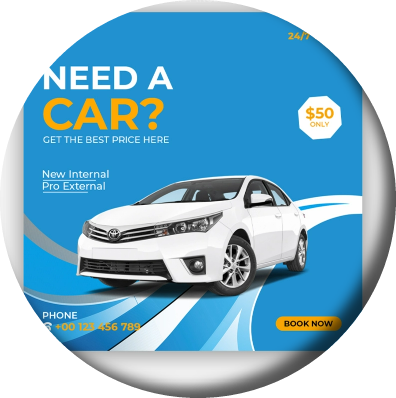 24/7
NEED A
CAR?
GET THE BEST PRICE HERE
$50
ONLY
New Internal
Pro External
PHONE
+00 123 456 789
BOOK NOW